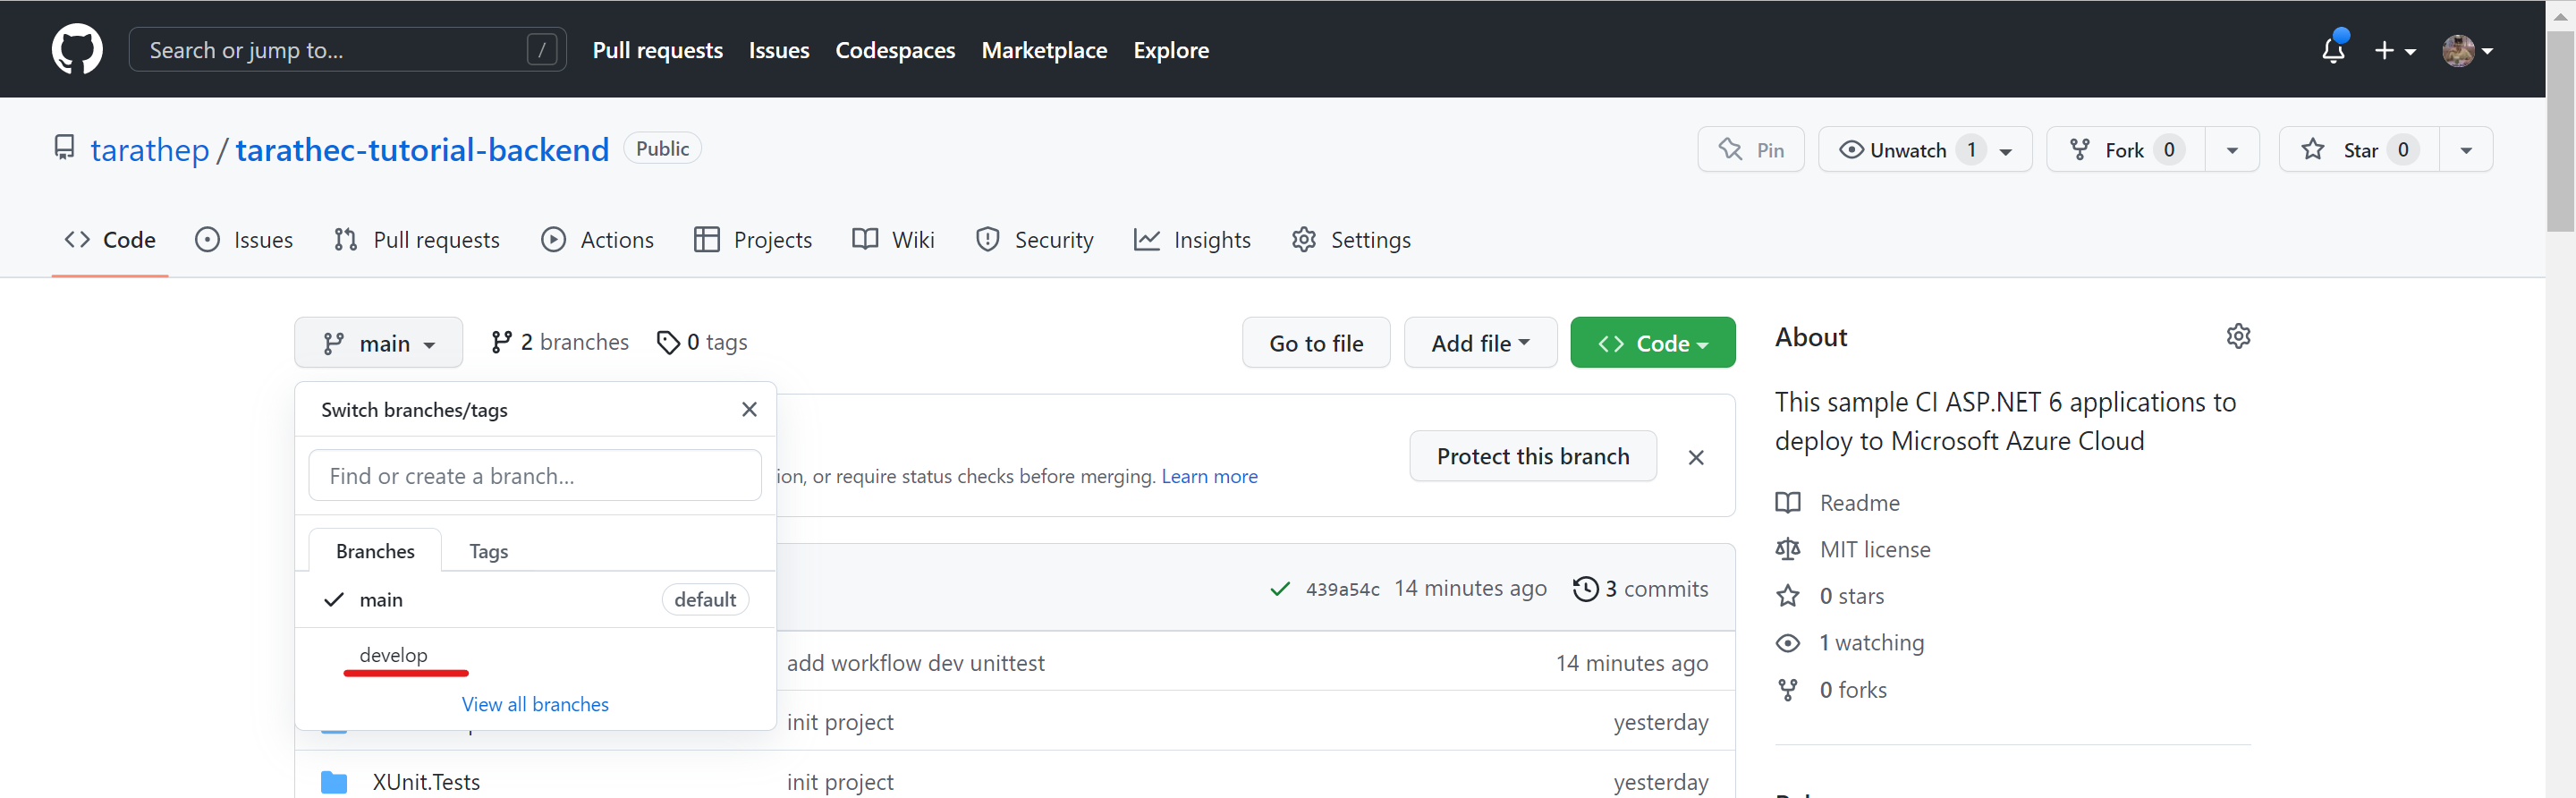 Search or jump to... / Pull requests Issues Codespaces Marketplace Explore
tarathep / tarathec-tutorial-backend Public Pin Unwatch 1 Fork 0 Star 0
Code Issues Pull requests Actions Projects Wiki Security Insights Settings
main 2 branches 0 tags Go to file Add file Code
Switch branches/tags
Find or create a branch...
Branches Tags
main default
develop
View all branches
ion, or require status checks before merging. Learn more Protect this branch
439a54c 14 minutes ago 3 commits
add workflow dev unittest 14 minutes ago
init project yesterday
XUnit.Tests init project yesterday
About
This sample CI ASP.NET 6 applications to
deploy to Microsoft Azure Cloud
Readme
MIT license
0 stars
1 watching
0 forks